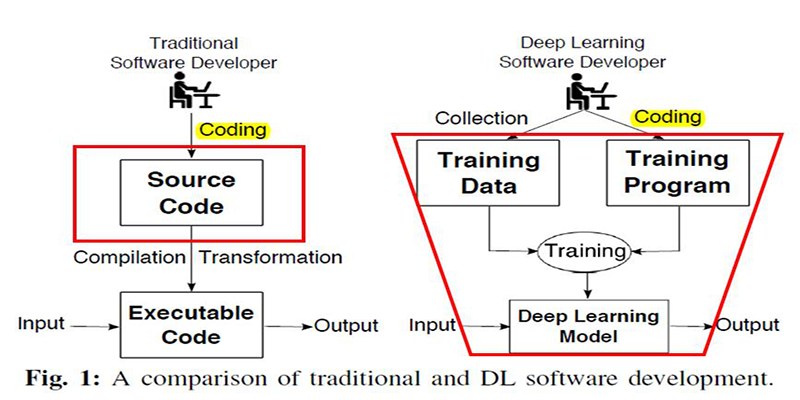 Traditional
Software Developer
Coding
Source
Code
Compilation Transformation
Input
Executable
Code
Output
Deep Learning
Software Developer
Collection
Coding
Training
Data
Training
Program
Training
Input
Deep Learning
Model
Output
Fig. 1: A comparison of traditional and DL software development.